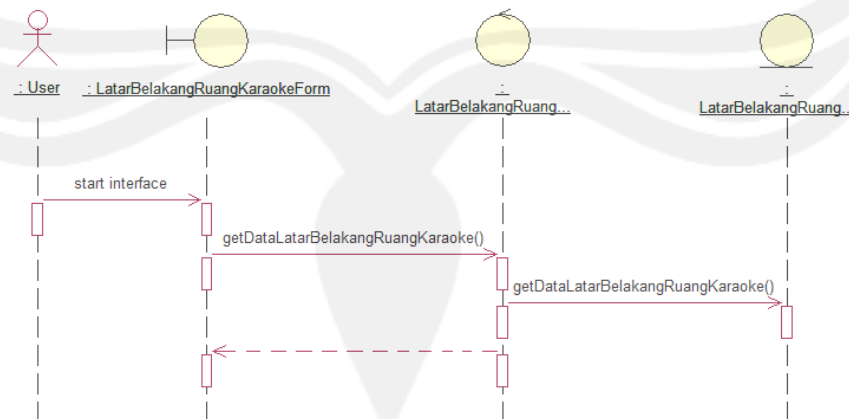 : User
: LatarBelakangRuangKaraokeForm
:
LatarBelakangRuang...
:
LatarBelakangRuang...
start interface
getDataLatarBelakangRuangKaraoke()
getDataLatarBelakangRuangKaraoke()